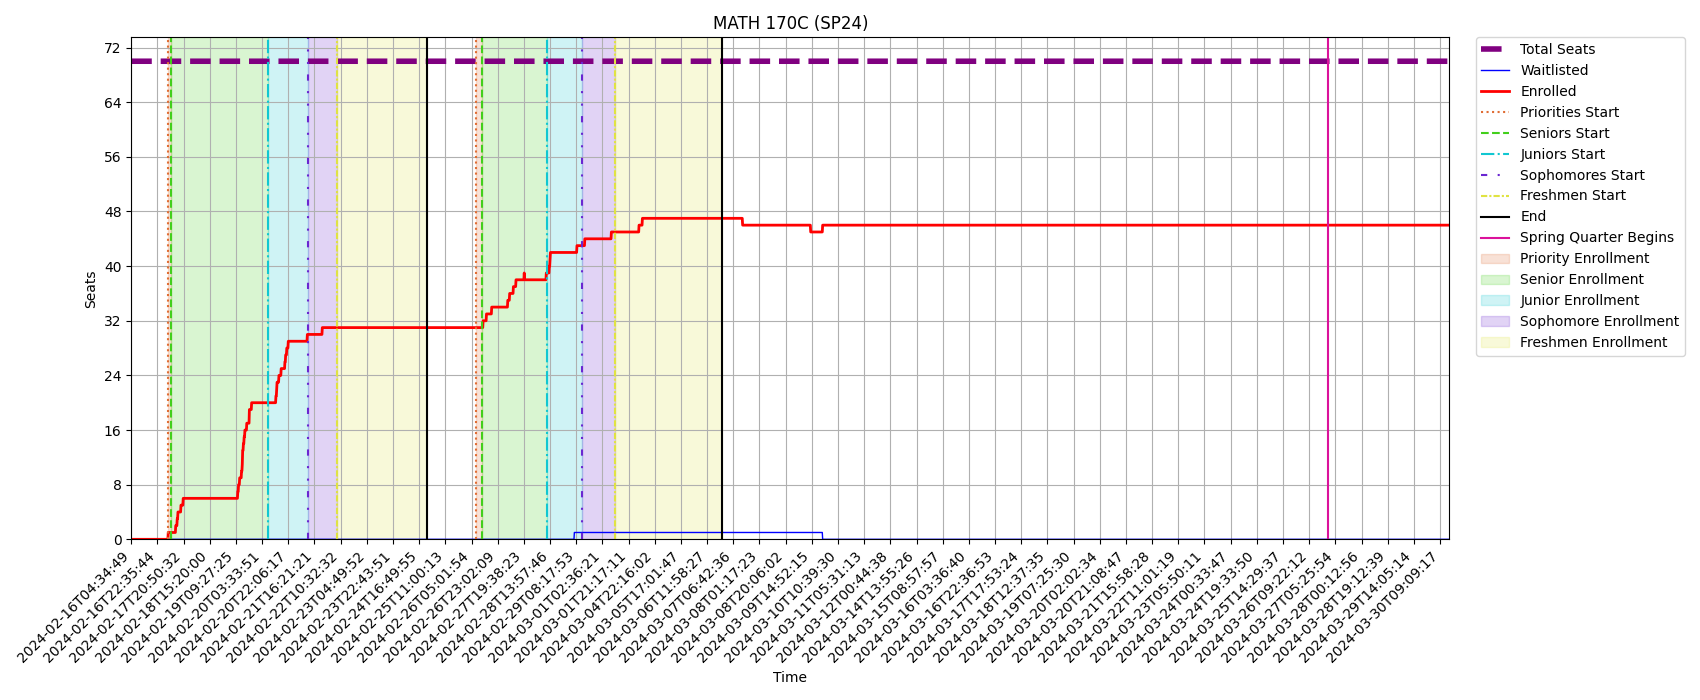 MATH 170C (SP24)
72
64
56
48
40
32
24
16
8
0
Seats
2024-02-16T04:34:49
2024-02-16T22:35:44
2024-02-17T20:50:32
2024-02-18T15:20:00
2024-02-19T09:27:25
2024-02-20T03:33:51
2024-02-20T22:06:17
2024-02-21T16:21:21
2024-02-22T10:32:32
2024-02-23T04:49:52
2024-02-23T22:43:51
2024-02-24T16:49:55
2024-02-25T11:00:13
2024-02-26T05:01:54
2024-02-26T23:02:09
2024-02-27T19:38:23
2024-02-28T13:57:46
2024-02-29T08:17:53
2024-03-01T02:36:21
2024-03-01T21:17:11
2024-03-04T22:16:02
2024-03-05T17:01:47
2024-03-06T11:58:27
2024-03-07T06:42:36
2024-03-08T01:17:23
2024-03-08T20:06:02
2024-03-09T14:52:15
2024-03-10T10:39:30
2024-03-11T05:31:13
2024-03-12T00:44:38
2024-03-14T13:55:26
2024-03-15T08:57:57
2024-03-16T03:36:40
2024-03-16T22:36:53
2024-03-17T17:53:24
2024-03-18T12:37:35
2024-03-19T07:25:30
2024-03-20T02:02:34
2024-03-20T21:08:47
2024-03-21T15:58:28
2024-03-22T11:01:19
2024-03-23T05:50:11
2024-03-24T00:33:47
2024-03-24T19:33:50
2024-03-25T14:29:37
2024-03-26T09:22:12
2024-03-27T05:25:54
2024-03-28T00:12:56
2024-03-28T19:12:39
2024-03-29T14:05:14
2024-03-30T09:09:17
Time
Total Seats
Waitlisted
Enrolled
Priorities Start
Seniors Start
Juniors Start
Sophomores Start
Freshmen Start
End
Spring Quarter Begins
Priority Enrollment
Senior Enrollment
Junior Enrollment
Sophomore Enrollment
Freshmen Enrollment